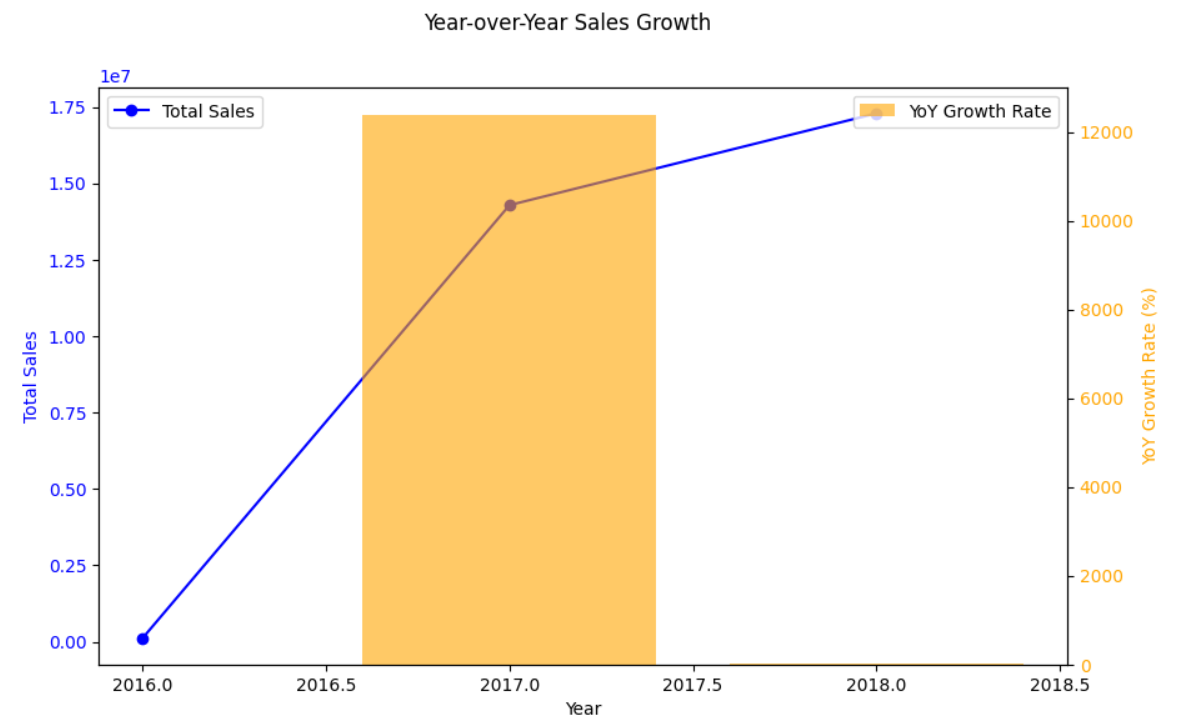 Year-over-Year Sales Growth
1e7
Total Sales
YoY Growth Rate
1.75
1.50
1.25
1.00
0.75
0.50
0.25
0.00
Total Sales
12000
10000
8000
6000
4000
2000
0
YoY Growth Rate (%)
2016.0 2016.5 2017.0 2017.5 2018.0 2018.5
Year